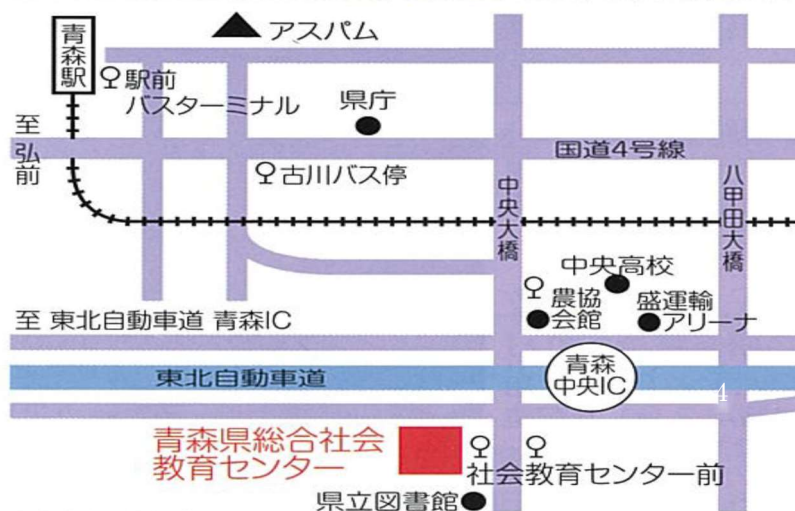 アスパム
青森駅
駅前
バスターミナル
県庁
至 弘前
国道4号線
古川バス停
中央大橋
八甲田大橋
中央高校
農協
会館
盛運輸
アリーナ
至 東北自動車道 青森IC
青森
中央IC
東北自動車道
4
青森県総合社会
教育センター
社会教育センター前
県立図書館